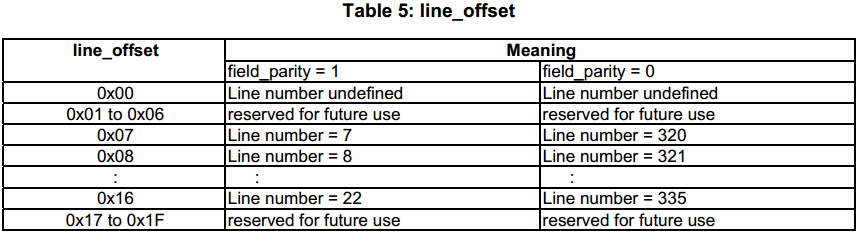 Table 5: line_offset
line_offset Meaning
field_parity = 1 field_parity = 0
0x00 Line number undefined Line number undefined
0x01 to 0x06 reserved for future use reserved for future use
0x07 Line number = 7 Line number = 320
0x08 Line number = 8 Line number = 321
: : :
0x16 Line number = 22 Line number = 335
0x17 to 0x1F reserved for future use reserved for future use